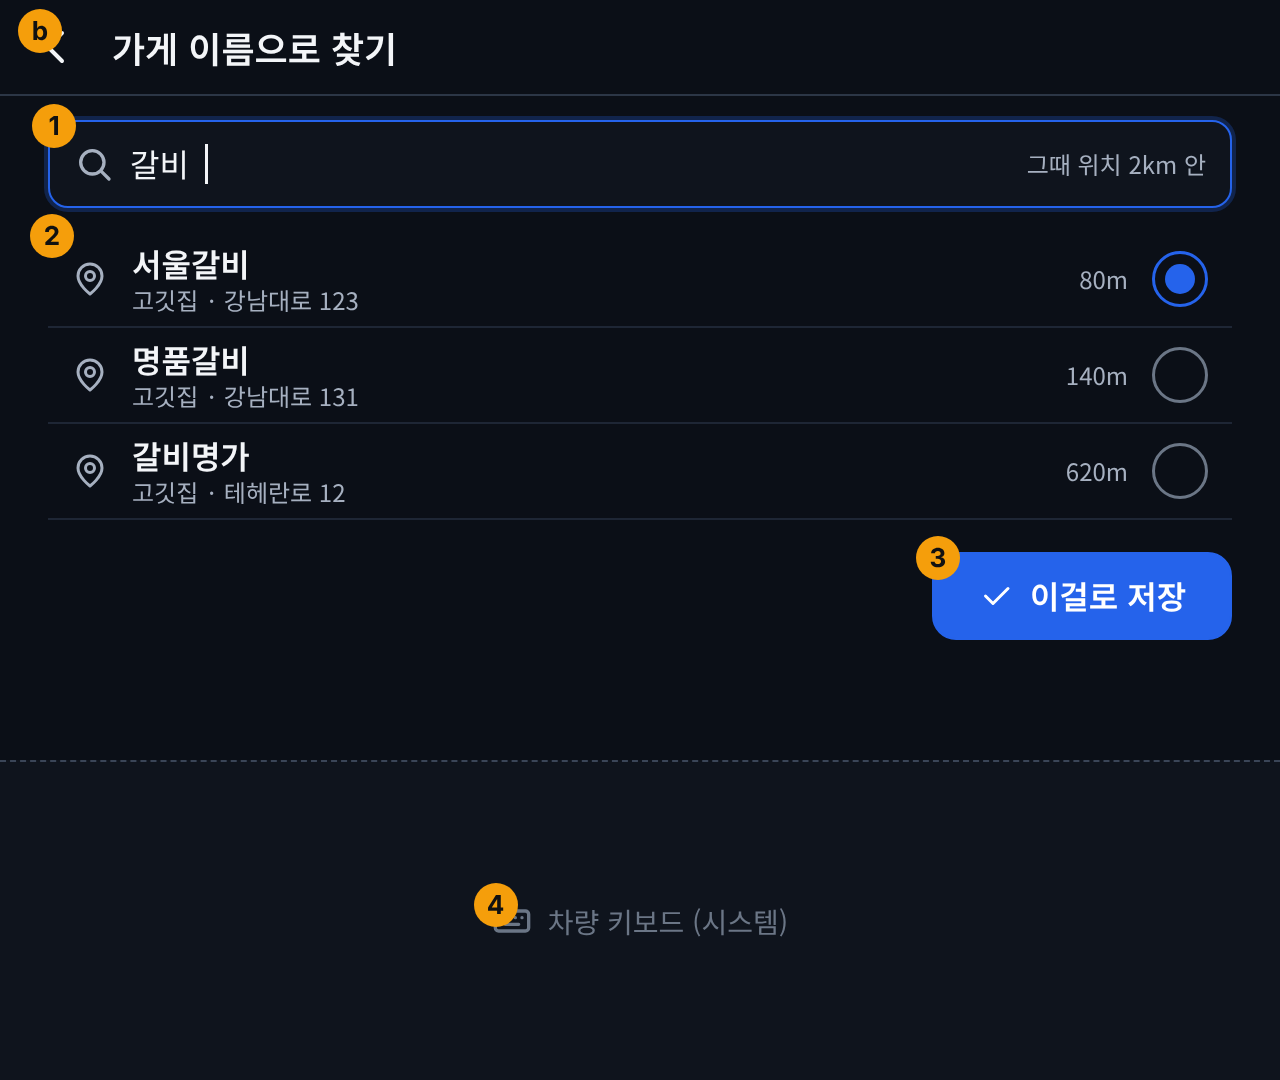 b
가게 이름으로 찾기
1
갈비
그때 위치 2km 안
2
서울갈비
고깃집 · 강남대로 123
80m
명품갈비
고깃집 · 강남대로 131
140m
갈비명가
고깃집 · 테헤란로 12
620m
3
이걸로 저장
4
차량 키보드 (시스템)